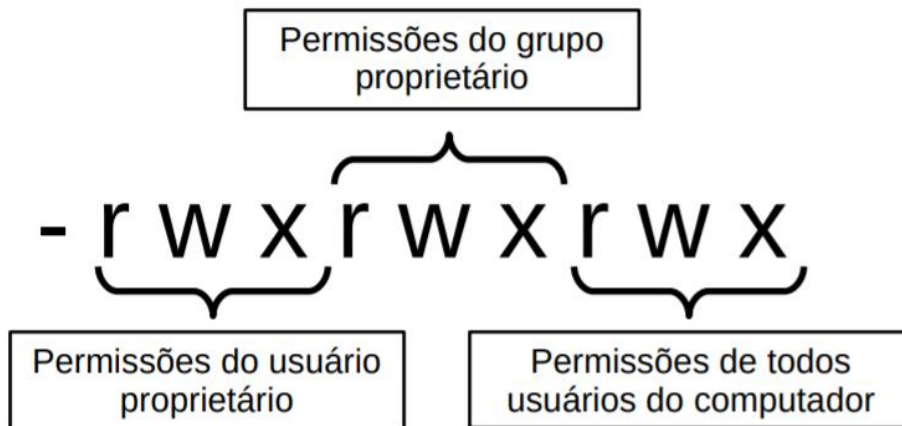 Permissões do grupo
proprietário
- r w x r w x r w x
Permissões do usuário
proprietário
Permissões de todos
usuários do computador